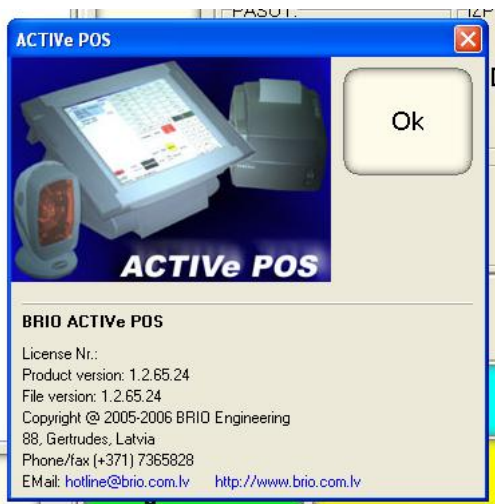 PASŪT.
IZP
ACTIVe POS
Ok
ACTIVe POS
BRIO ACTIVe POS
License Nr.:
Product version: 1.2.65.24
File version: 1.2.65.24
Copyright @ 2005-2006 BRIO Engineering
88, Gertrudes, Latvia
Phone/fax (+371) 7365828
EMail: hotline@brio.com.lv http://www.brio.com.lv